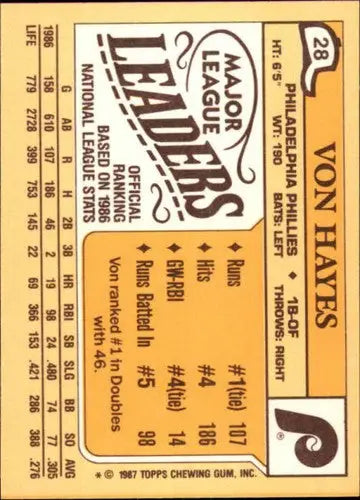 28
VON HAYES
PHILADELPHIA PHILLIES ♦ 1B-OF
HT: 6'5" WT: 190 BATS: LEFT THROWS: RIGHT
MAJOR LEAGUE
LEADERS
OFFICIAL RANKING
BASED ON 1986
NATIONAL LEAGUE STATS
♦ Runs #1(tie) 107
♦ Hits #4 186
♦ GW-RBI #4(tie) 14
♦ Runs Batted In #5 98
Von ranked #1 in Doubles
with 46.
G AB R H 2B 3B HR RBI SB SLG BB SO AVG
1986 158 610 107 186 46 2 19 98 24 .480 74 77 .305
LIFE 779 2728 399 753 145 22 69 366 153 .421 286 388 .276
P
* © 1987 TOPPS CHEWING GUM, INC.